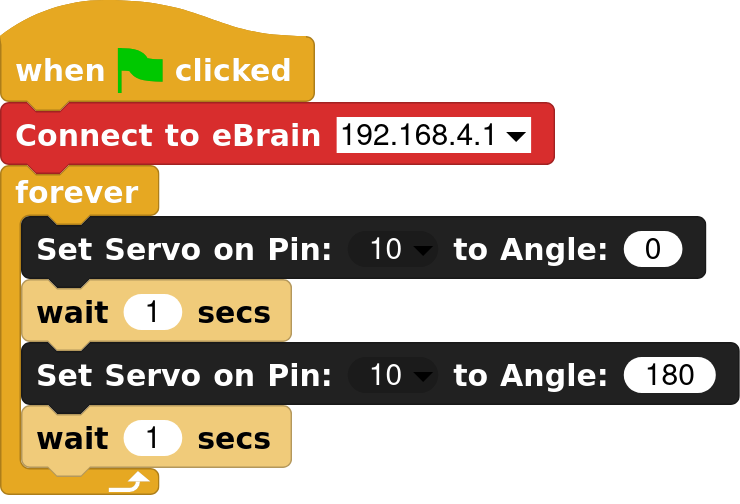 when clicked
Connect to eBrain 192.168.4.1
forever
Set Servo on Pin: 10 to Angle: 0
wait 1 secs
Set Servo on Pin: 10 to Angle: 180
wait 1 secs